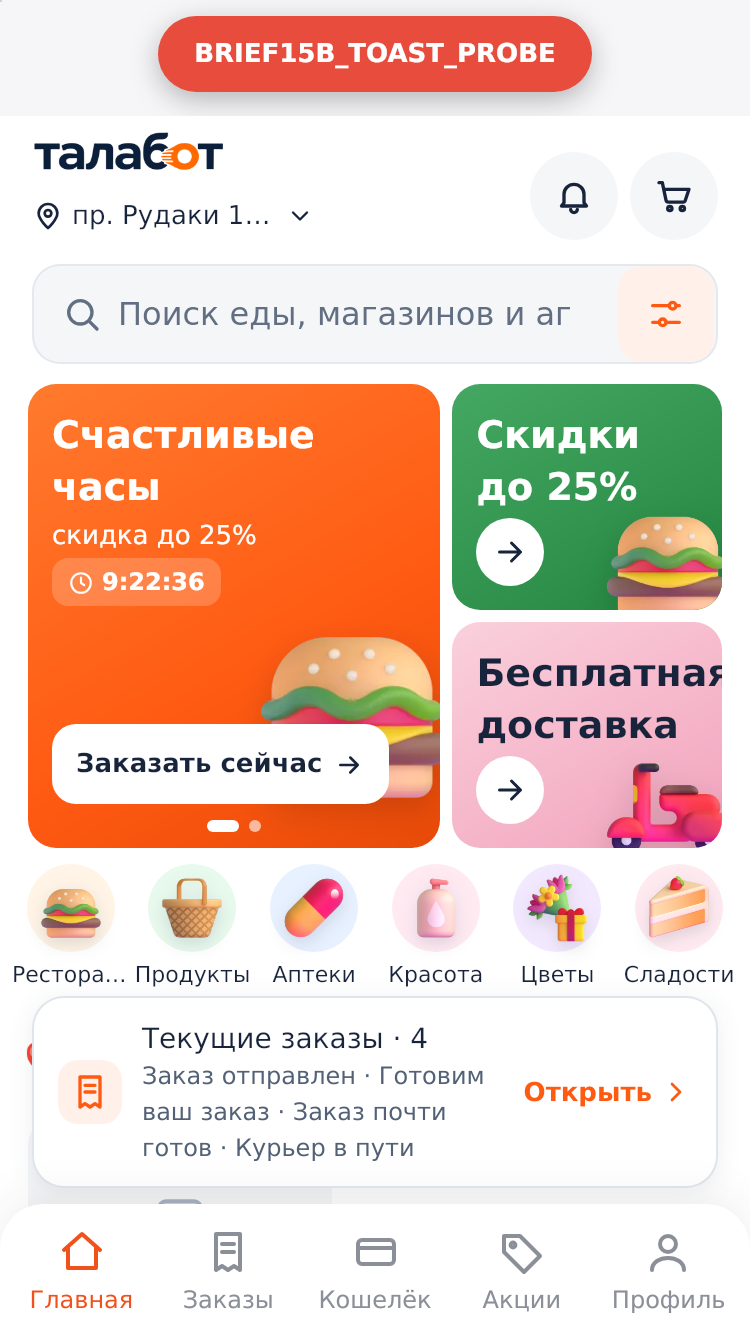 BRIEF15B_TOAST_PROBE
талабот
пр. Рудаки 1...
Поиск еды, магазинов и ап
Счастливые
часы
скидка до 25%
9:22:36
Заказать сейчас
Скидки
до 25%
Бесплатная
доставка
Рестора...
Продукты
Аптеки
Красота
Цветы
Сладости
Текущие заказы · 4
Заказ отправлен · Готовим
ваш заказ · Заказ почти
готов · Курьер в пути
Открыть
Главная
Заказы
Кошелёк
Акции
Профиль